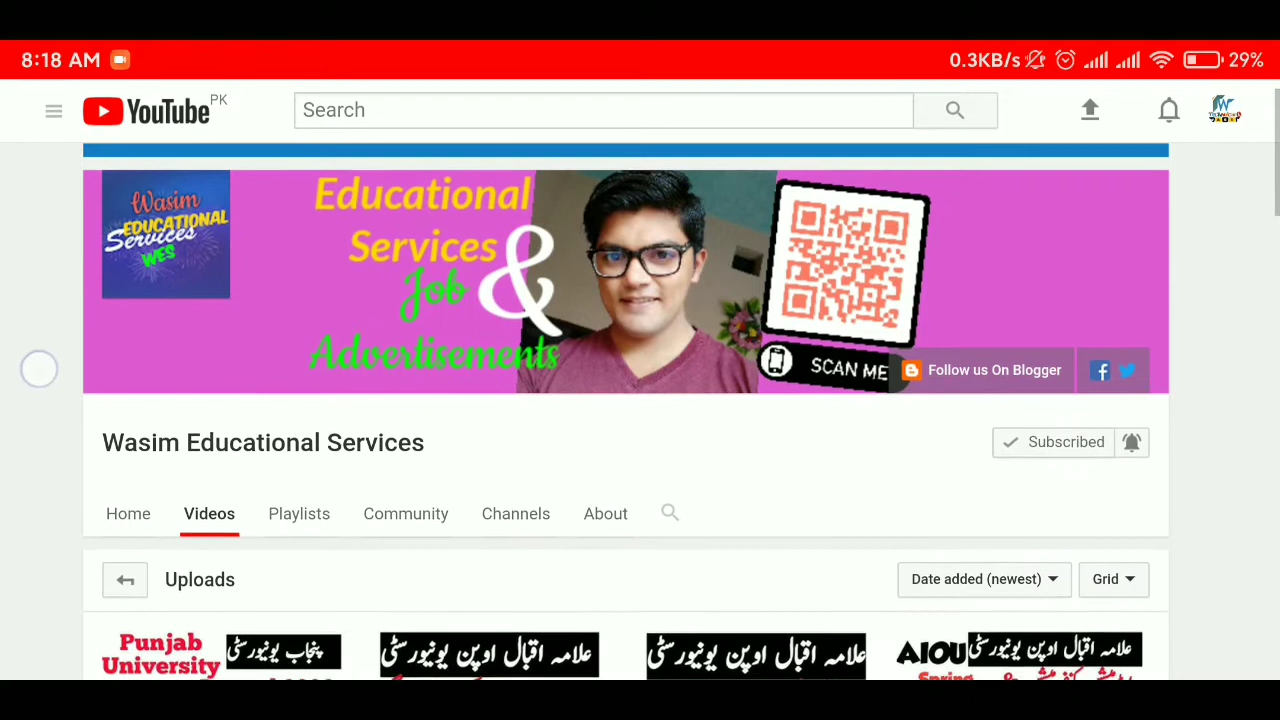 8:18 AM 0.3KB/s 29%
YouTube PK Search
Wasim
EDUCATIONAL
Services
WES
Educational
Services
&
Job
Advertisements
SCAN ME
Follow us On Blogger
Wasim Educational Services Subscribed
Home Videos Playlists Community Channels About
Uploads Date added (newest) Grid
Punjab
University
پنجاب یونیورسٹی
علامہ اقبال اوپن یونیورسٹی
علامہ اقبال اوپن یونیورسٹی
AIOU علامہ اقبال اوپن یونیورسٹی
Spring